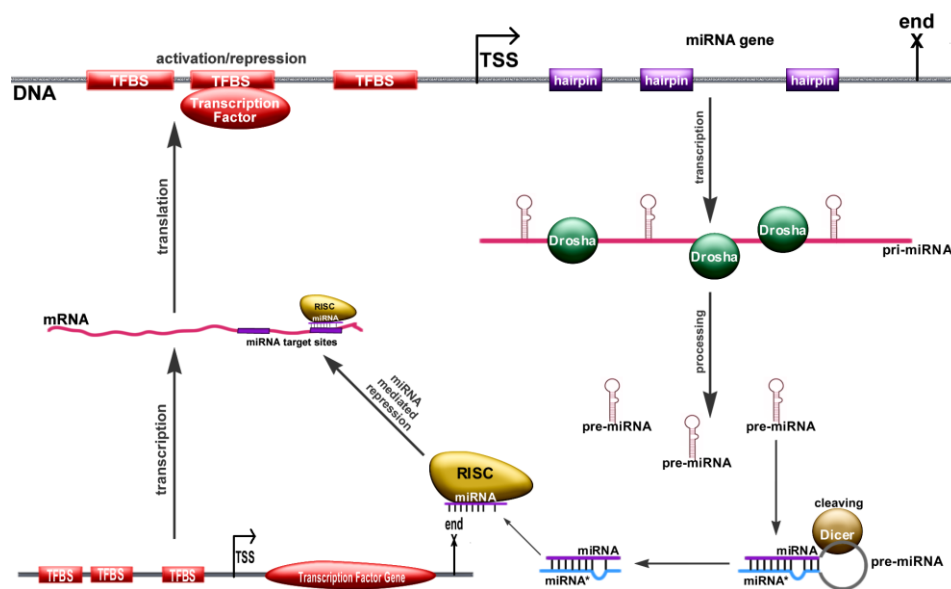 end
X
miRNA gene
activation/repression
TSS
TFBS
TFBS
TFBS
hairpin
hairpin
hairpin
DNA
Transcription
Factor
transcription
translation
Drosha
Drosha
Drosha
pri-miRNA
RISC
miRNA
mRNA
miRNA target sites
processing
miRNA
mediated
repression
pre-miRNA
pre-miRNA
pre-miRNA
transcription
RISC
miRNA
cleaving
Dicer
end
X
TSS
miRNA
miRNA*
miRNA
miRNA*
pre-miRNA
TFBS
TFBS
TFBS
Transcription Factor Gene